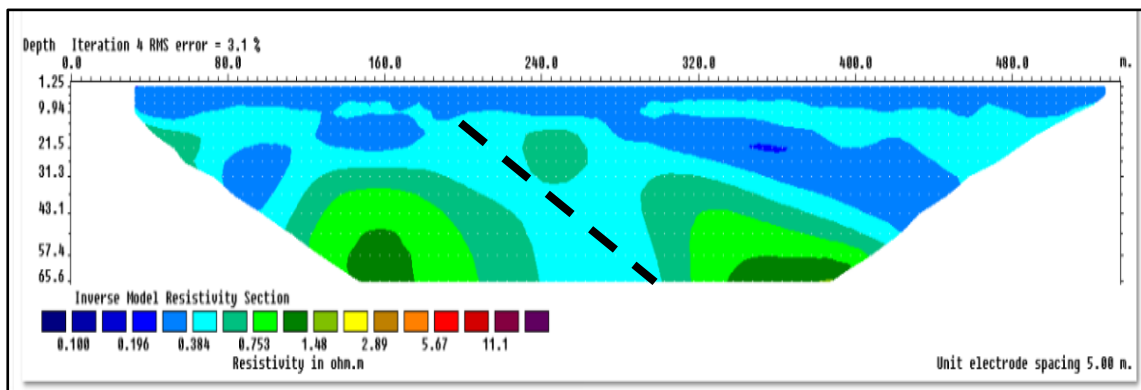 Depth Iteration 4 RMS error = 3.1 %
0.0 80.0 160.0 240.0 320.0 400.0 480.0 m.
1.25
9.94
21.5
31.3
43.1
57.4
65.6
Inverse Model Resistivity Section
0.100 0.196 0.384 0.753 1.48 2.89 5.67 11.1
Resistivity in ohm.m
Unit electrode spacing 5.00 m.